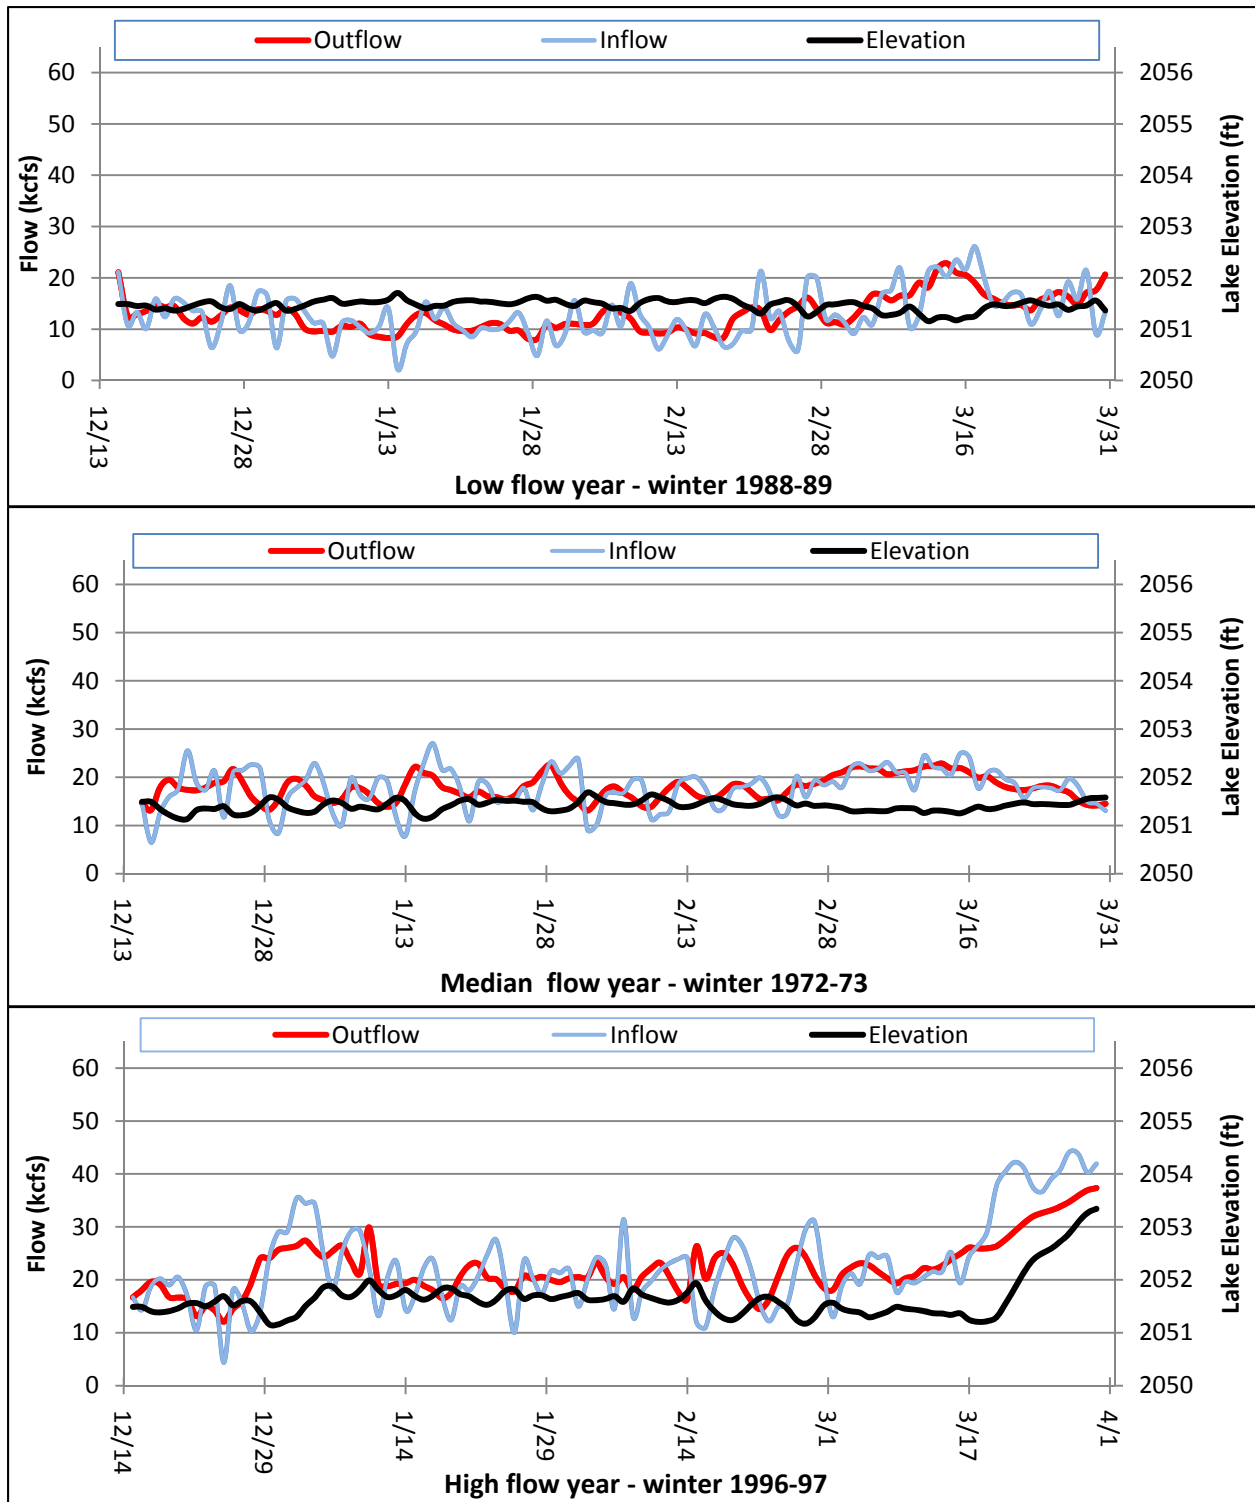 Outflow Inflow Elevation
60 2056
50 2055
40 2054
30 2053
20 2052
10 2051
0 2050
Flow (kcfs)
Lake Elevation (ft)
12/13 12/28 1/13 1/28 2/13 2/28 3/16 3/31
Low flow year - winter 1988-89
Outflow Inflow Elevation
60 2056
50 2055
40 2054
30 2053
20 2052
10 2051
0 2050
Flow (kcfs)
Lake Elevation (ft)
12/13 12/28 1/13 1/28 2/13 2/28 3/16 3/31
Median flow year - winter 1972-73
Outflow Inflow Elevation
60 2056
50 2055
40 2054
30 2053
20 2052
10 2051
0 2050
Flow (kcfs)
Lake Elevation (ft)
12/14 12/29 1/14 1/29 2/14 3/1 3/17 4/1
High flow year - winter 1996-97